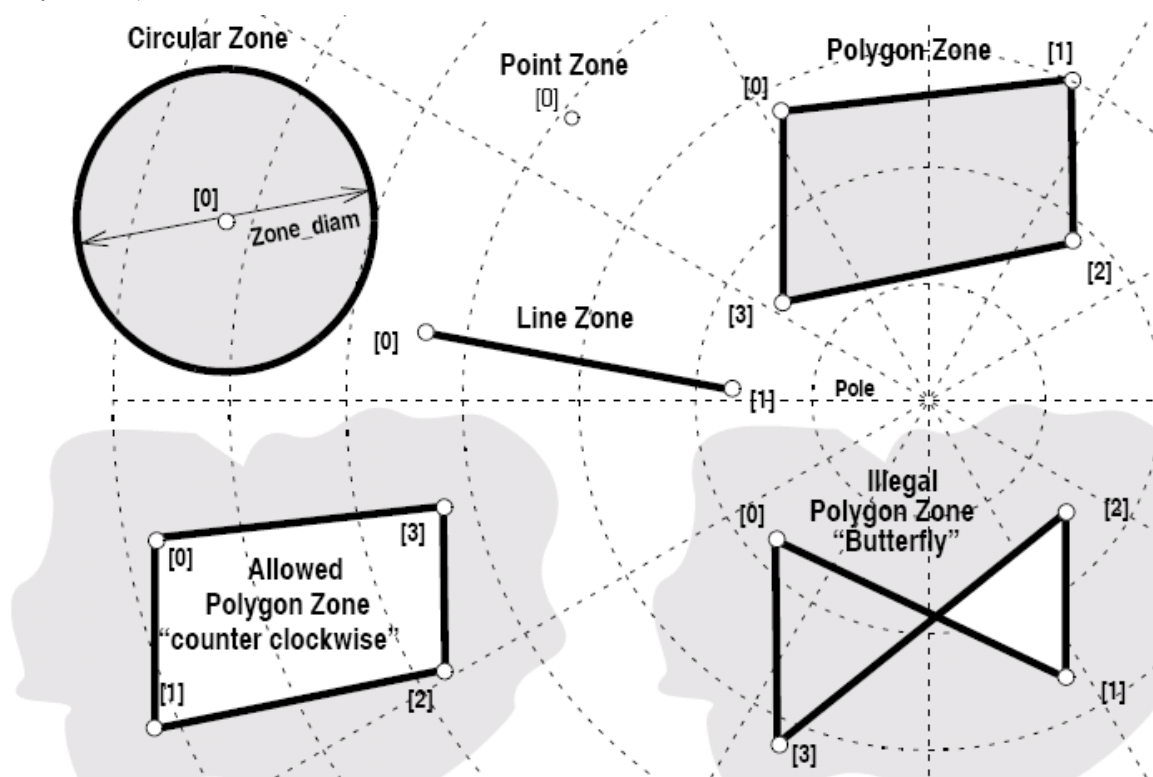 Circular Zone
[0]
Zone_diam
Point Zone
[0]
Polygon Zone
[0]
[1]
[2]
[3]
Line Zone
[0]
[1]
Pole
[0]
[3]
Allowed
Polygon Zone
“counter clockwise”
[1]
[2]
Illegal
Polygon Zone
“Butterfly”
[0]
[2]
[1]
[3]